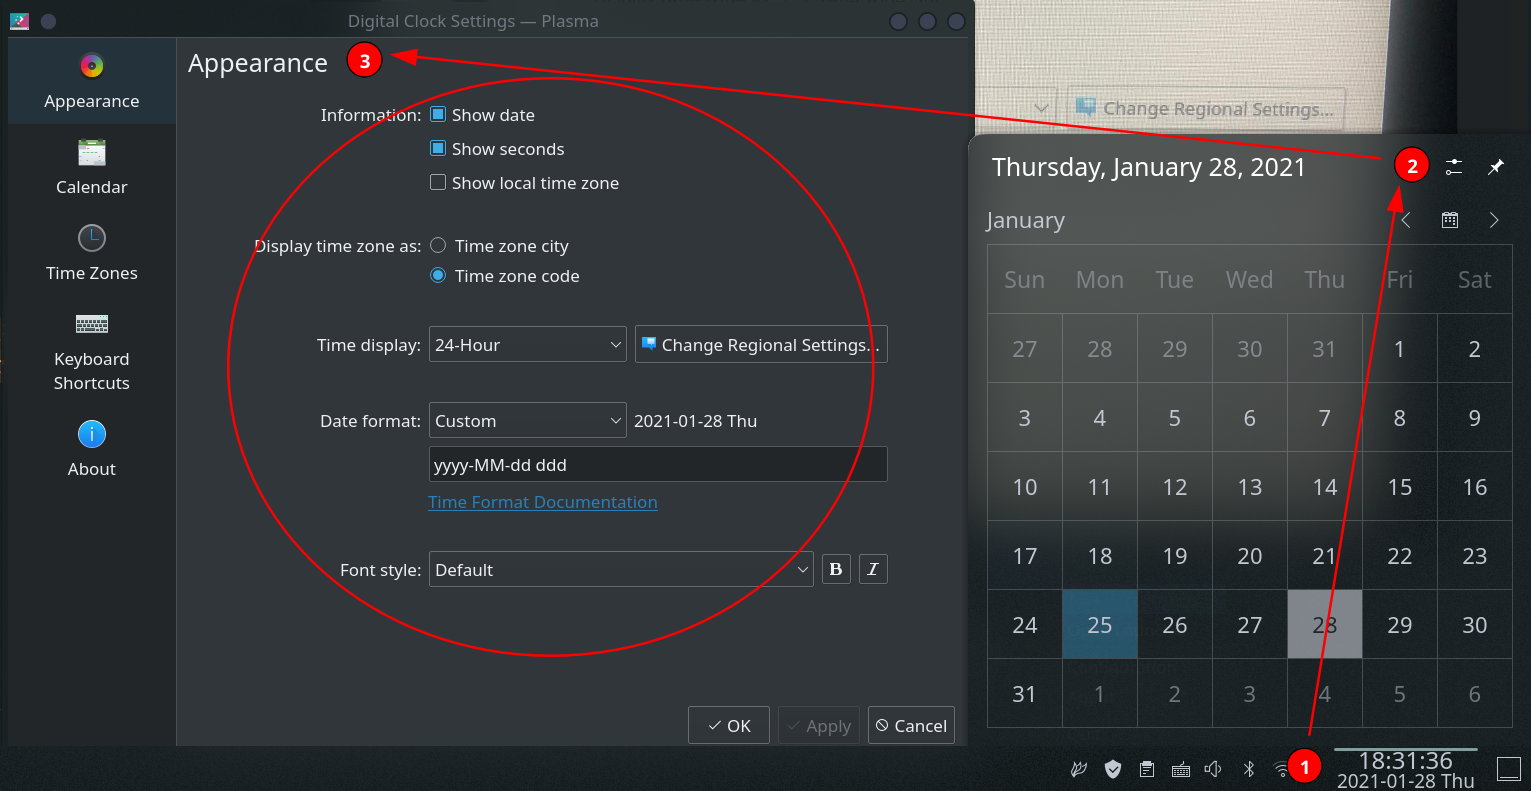 Digital Clock Settings — Plasma
Appearance
Calendar
Time Zones
Keyboard
Shortcuts
About
Appearance
3
Information:
Show date
Show seconds
Show local time zone
Display time zone as:
Time zone city
Time zone code
Time display:
24-Hour
Change Regional Settings...
Date format:
Custom
2021-01-28 Thu
yyyy-MM-dd ddd
Time Format Documentation
Font style:
Default
B
I
OK
Apply
Cancel
Change Regional Settings...
Thursday, January 28, 2021
2
January
Sun Mon Tue Wed Thu Fri Sat
27 28 29 30 31 1 2
3 4 5 6 7 8 9
10 11 12 13 14 15 16
17 18 19 20 21 22 23
24 25 26 27 28 29 30
31 1 2 3 4 5 6
1
18:31:36
2021-01-28 Thu